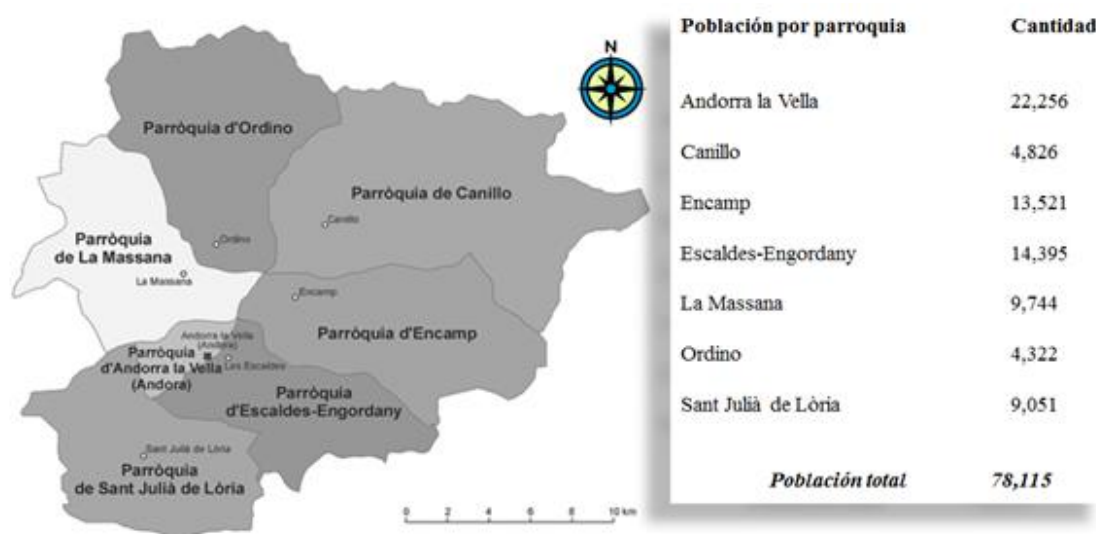 N
Parròquia d'Ordino
Parròquia de Canillo
Canillo
Ordino
Parròquia
de La Massana
La Massana
Encamp
Parròquia d'Encamp
Andorra la Vella
(Andorra)
Parròquia
d'Andorra la Vella
(Andora)
Les Escaldes
Parròquia
d'Escaldes-Engordany
Sant Julià de Lòria
Parròquia
de Sant Julià de Lòria
0 2 4 6 8 10 km
Población por parroquia Cantidad
Andorra la Vella 22,256
Canillo 4,826
Encamp 13,521
Escaldes-Engordany 14,395
La Massana 9,744
Ordino 4,322
Sant Julià de Lòria 9,051
Población total 78,115